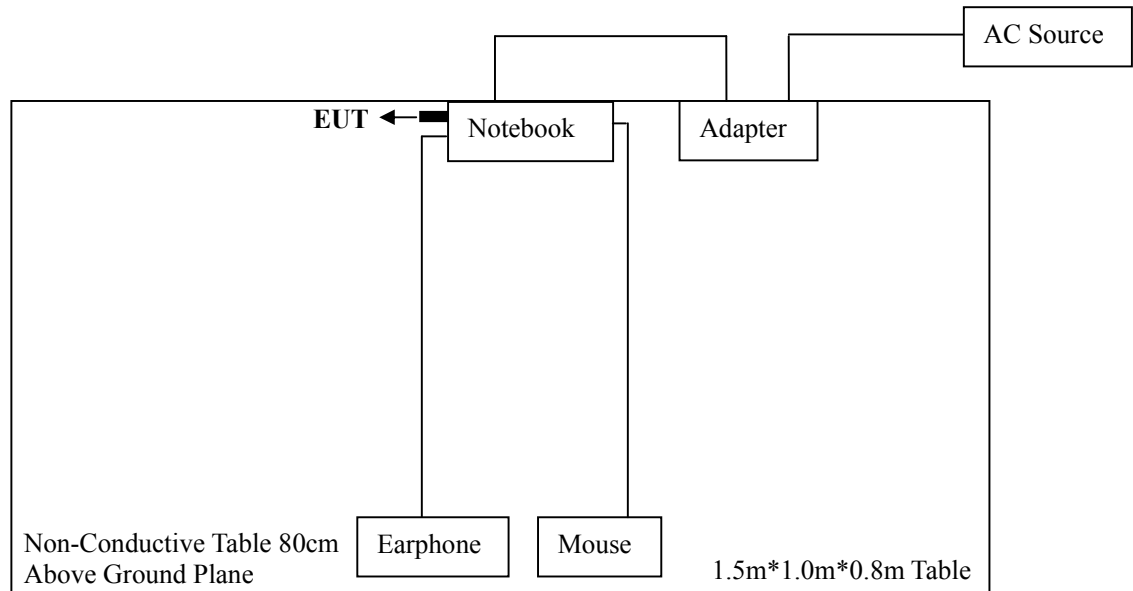 AC Source
EUT
Notebook
Adapter
Non-Conductive Table 80cm
Above Ground Plane
Earphone
Mouse
1.5m*1.0m*0.8m Table